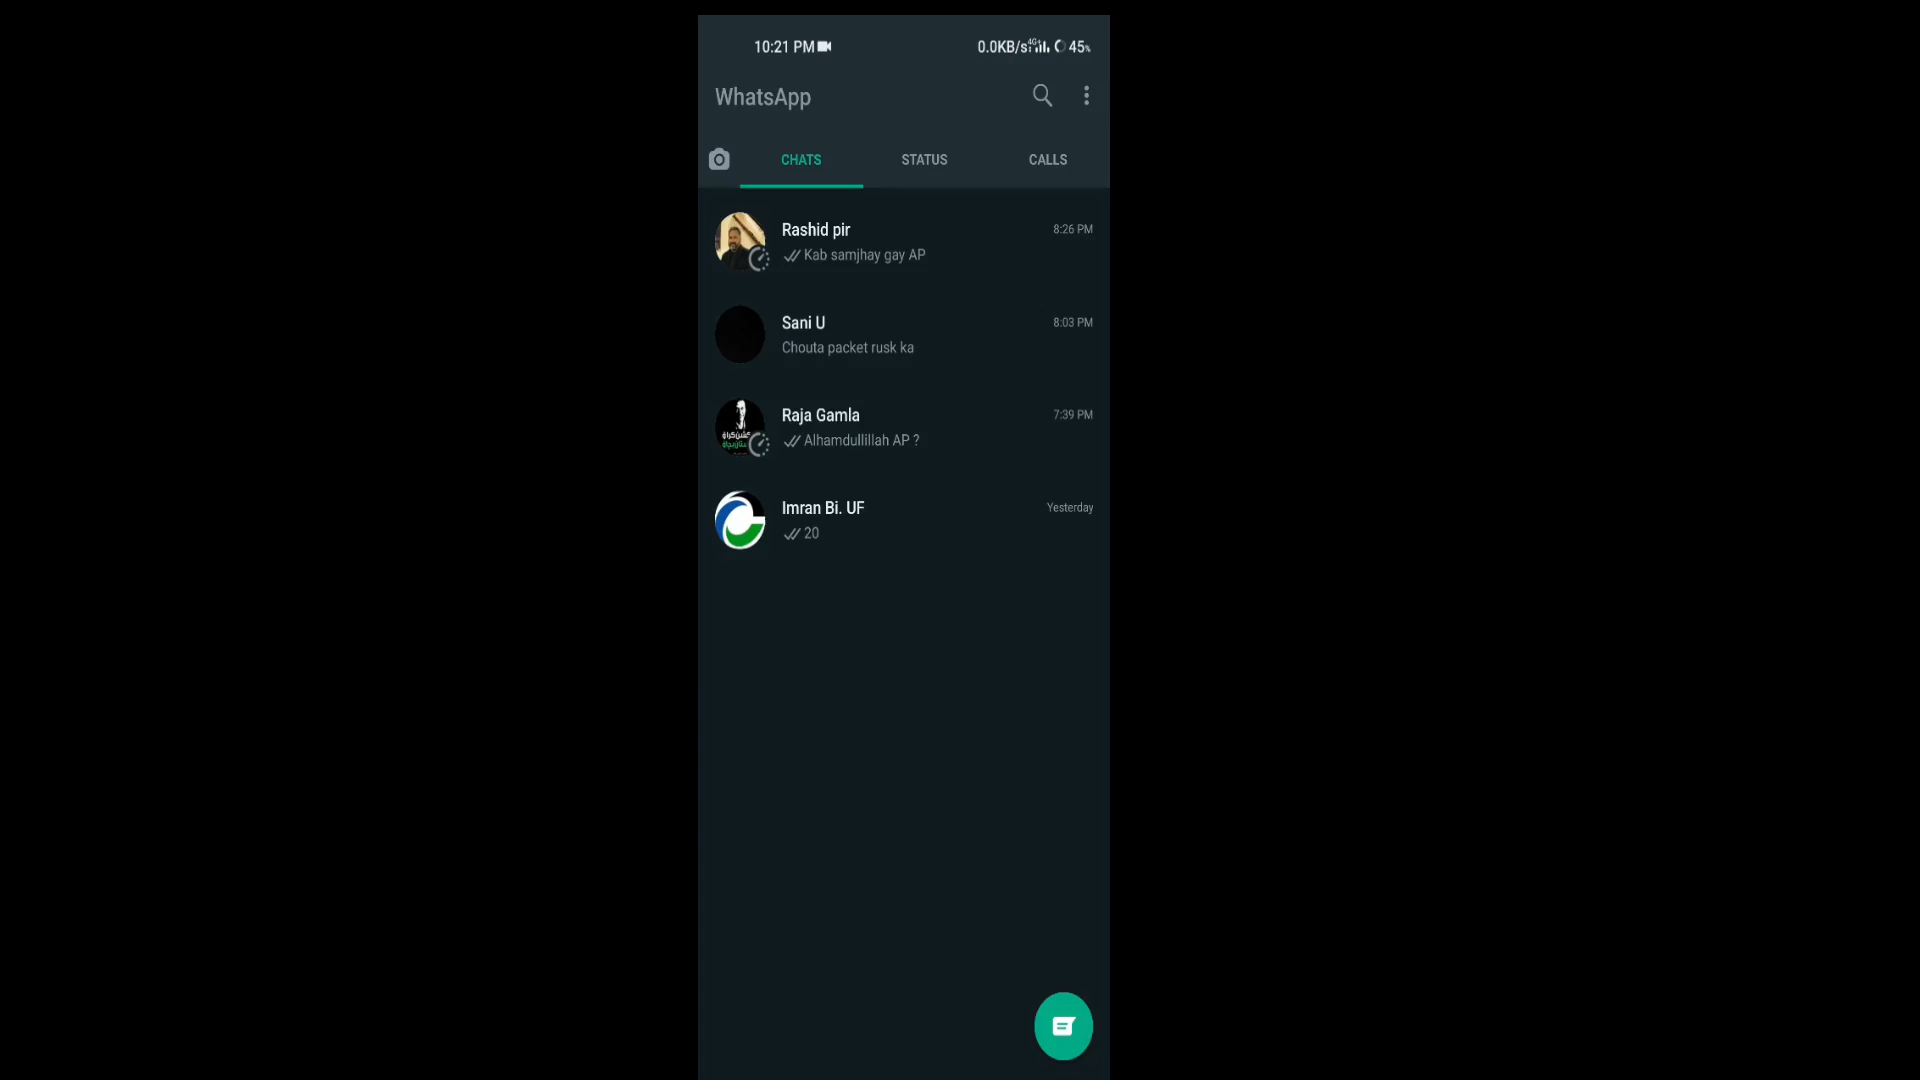 10:21 PM
0.0KB/s 4G+ 45%
WhatsApp
CHATS STATUS CALLS
Rashid pir 8:26 PM
Kab samjhay gay AP
Sani U 8:03 PM
Chouta packet rusk ka
Raja Gamla 7:39 PM
Alhamdullillah AP ?
Imran Bi. UF Yesterday
20